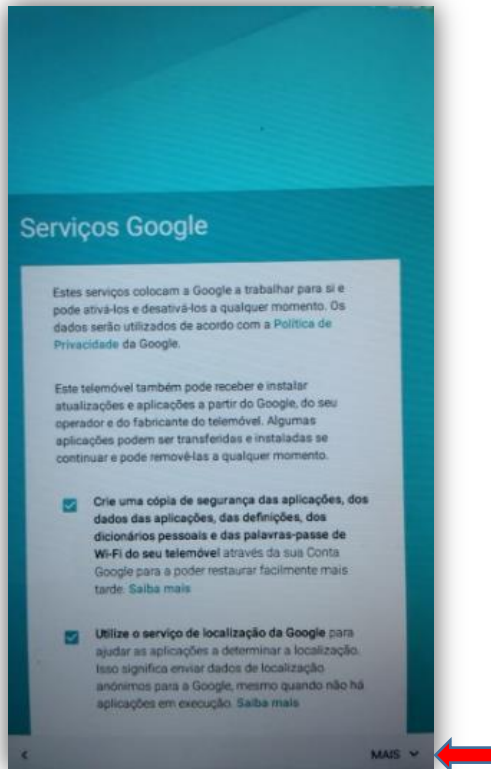 Serviços Google
Estes serviços colocam a Google a trabalhar para si e
pode ativá-los e desativá-los a qualquer momento. Os
dados serão utilizados de acordo com a Política de
Privacidade da Google.
Este telemóvel também pode receber e instalar
atualizações e aplicações a partir do Google, do seu
operador e do fabricante do telemóvel. Algumas
aplicações podem ser transferidas e instaladas se
continuar e pode removê-las a qualquer momento.
Crie uma cópia de segurança das aplicações, dos
dados das aplicações, das definições, dos
dicionários pessoais e das palavras-passe de
Wi-Fi do seu telemóvel através da sua Conta
Google para a poder restaurar facilmente mais
tarde. Saiba mais
Utilize o serviço de localização da Google para
ajudar as aplicações a determinar a localização.
Isso significa enviar dados de localização
anónimos para a Google, mesmo quando não há
aplicações em execução. Saiba mais
MAIS